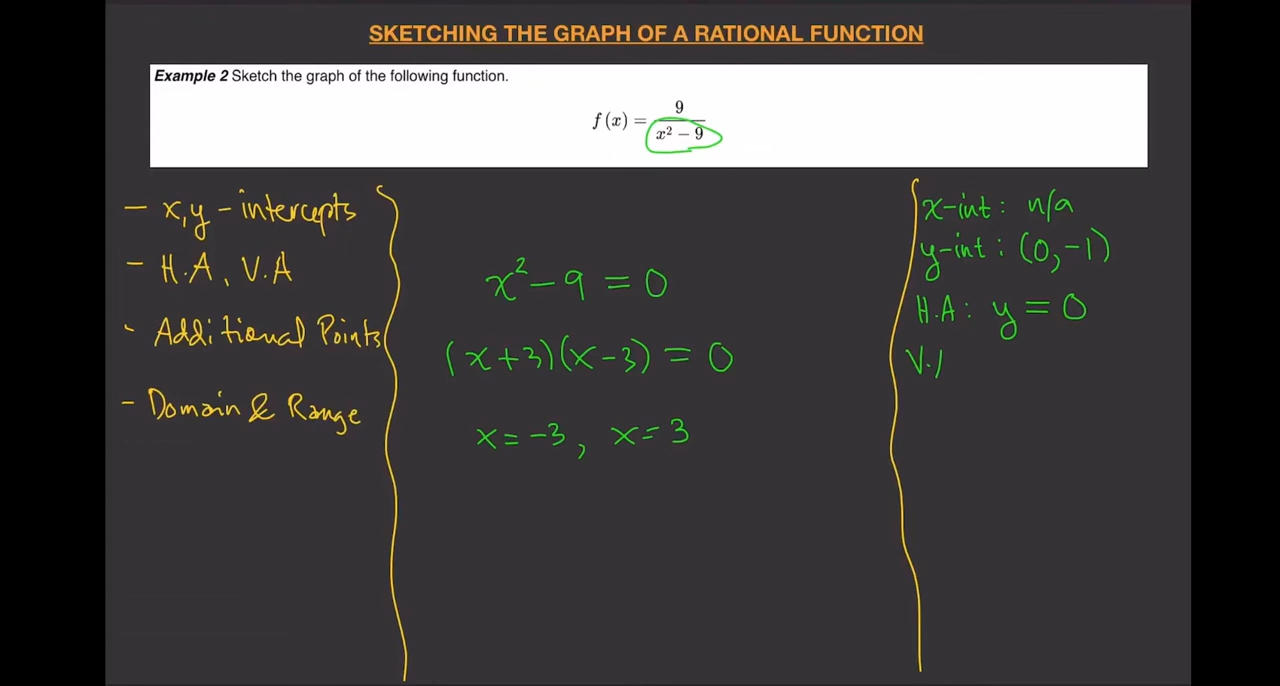 SKETCHING THE GRAPH OF A RATIONAL FUNCTION
Example 2 Sketch the graph of the following function.
f (x) = 9 / (x² − 9)
– x,y – intercepts
– H.A, V.A
- Additional Points
– Domain & Range
x² – 9 = 0
(x+3)(x–3) = 0
x = –3, x = 3
x-int: n/a
y-int: (0,–1)
H.A: y = 0
V./